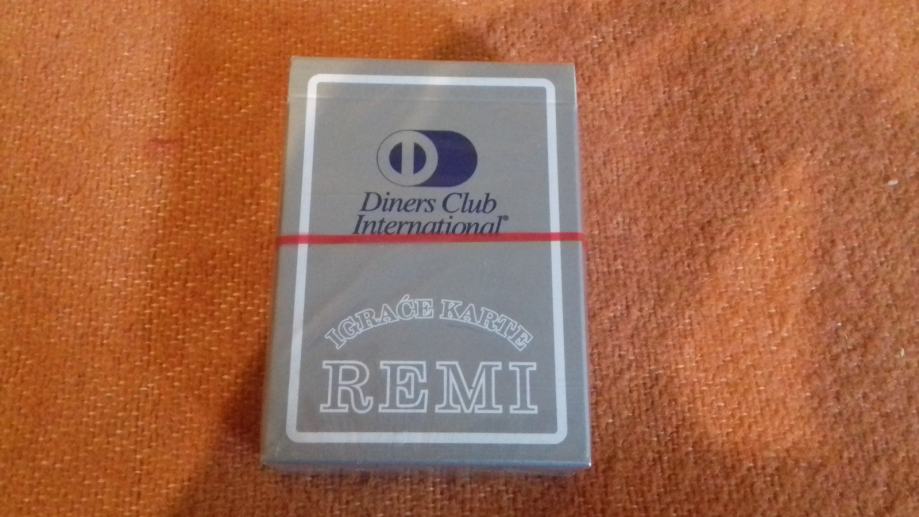 Diners Club
International®
IGRAĆE KARTE
REMI